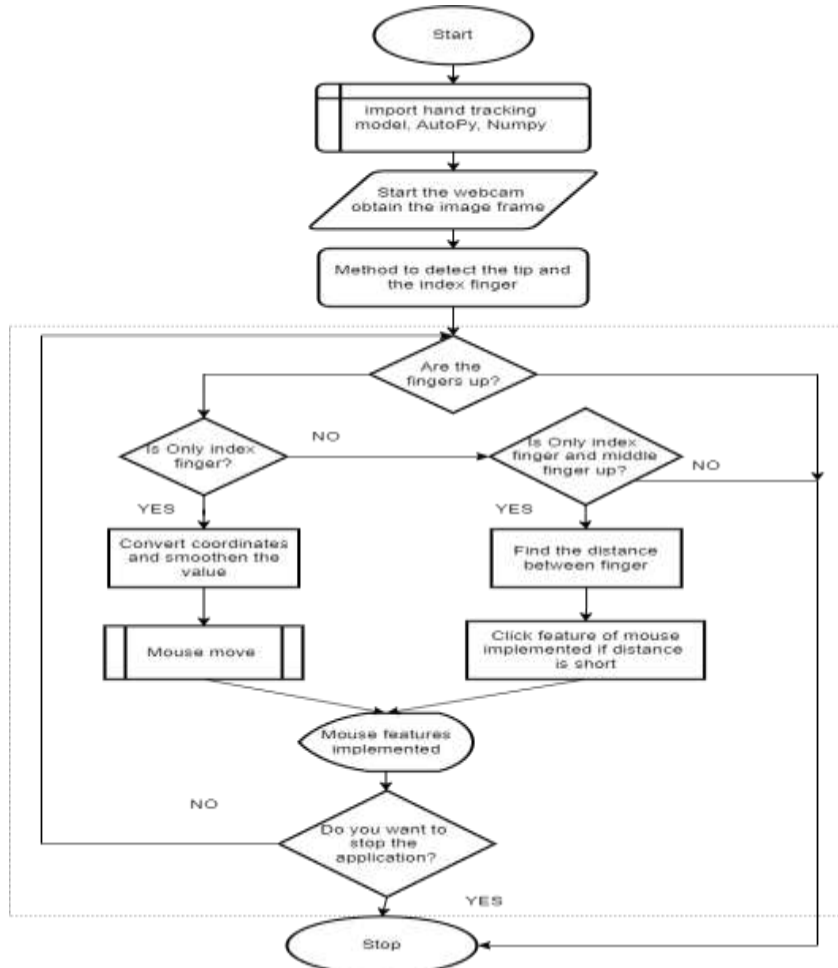 Start
import hand tracking
model, AutoPy, Numpy
Start the webcam
obtain the image frame
Method to detect the tip and
the index finger
Are the
fingers up?
Is Only index
finger?
NO
Is Only index
finger and middle
finger up?
NO
YES
YES
Convert coordinates
and smoothen the
value
Find the distance
between finger
Mouse move
Click feature of mouse
implemented if distance
is short
Mouse features
implemented
NO
Do you want to
stop the
application?
YES
Stop